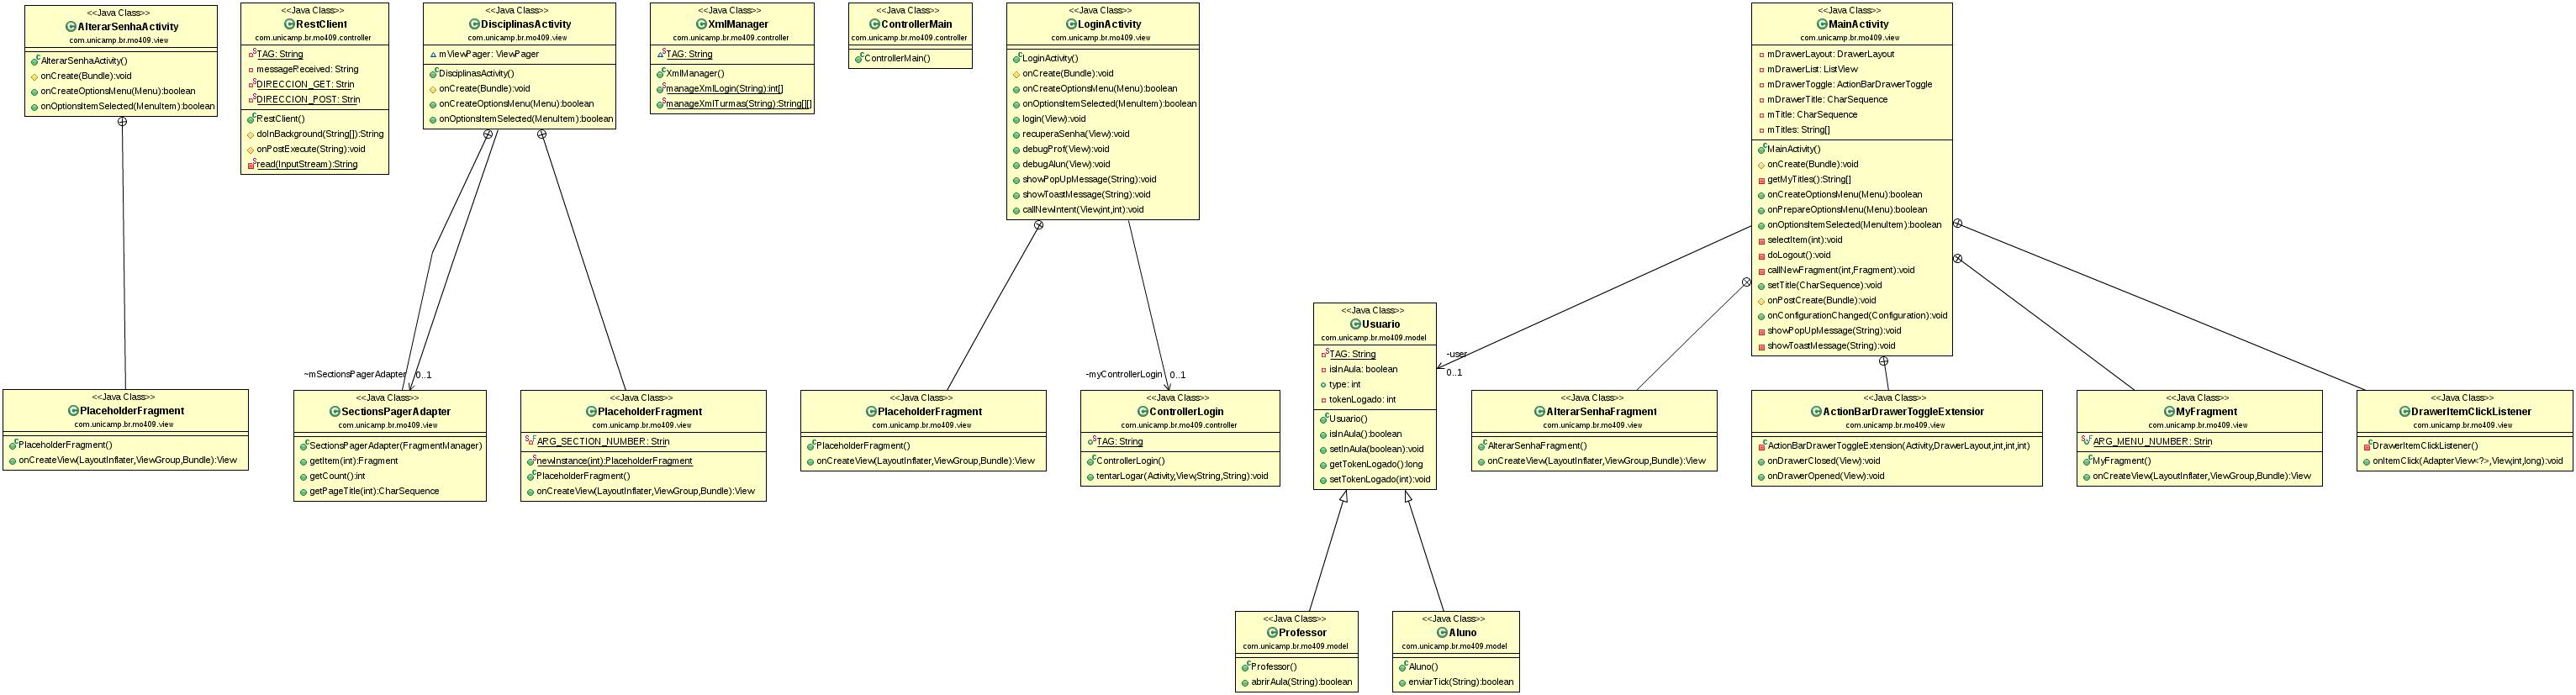 <<Java Class>>
AlterarSenhaActivity
com.unicamp.br.mo409.view
AlterarSenhaActivity()
onCreate(Bundle):void
onCreateOptionsMenu(Menu):boolean
onOptionsItemSelected(MenuItem):boolean
<<Java Class>>
RestClient
com.unicamp.br.mo409.controller
TAG: String
messageReceived: String
DIRECCION_GET: Strin
DIRECCION_POST: Strin
RestClient()
doInBackground(String[]):String
onPostExecute(String):void
read(InputStream):String
<<Java Class>>
DisciplinasActivity
com.unicamp.br.mo409.view
mViewPager: ViewPager
DisciplinasActivity()
onCreate(Bundle):void
onCreateOptionsMenu(Menu):boolean
onOptionsItemSelected(MenuItem):boolean
<<Java Class>>
XmlManager
com.unicamp.br.mo409.controller
TAG: String
XmlManager()
manageXmlLogin(String):int[]
manageXmlTurmas(String):String[][]
<<Java Class>>
ControllerMain
com.unicamp.br.mo409.controller
ControllerMain()
<<Java Class>>
LoginActivity
com.unicamp.br.mo409.view
LoginActivity()
onCreate(Bundle):void
onCreateOptionsMenu(Menu):boolean
onOptionsItemSelected(MenuItem):boolean
login(View):void
recuperaSenha(View):void
debugProf(View):void
debugAlun(View):void
showPopUpMessage(String):void
showToastMessage(String):void
callNewIntent(View,int,int):void
<<Java Class>>
MainActivity
com.unicamp.br.mo409.view
mDrawerLayout: DrawerLayout
mDrawerList: ListView
mDrawerToggle: ActionBarDrawerToggle
mDrawerTitle: CharSequence
mTitle: CharSequence
mTitles: String[]
MainActivity()
onCreate(Bundle):void
getMyTitles():String[]
onCreateOptionsMenu(Menu):boolean
onPrepareOptionsMenu(Menu):boolean
onOptionsItemSelected(MenuItem):boolean
selectItem(int):void
doLogout():void
callNewFragment(int,Fragment):void
setTitle(CharSequence):void
onPostCreate(Bundle):void
onConfigurationChanged(Configuration):void
showPopUpMessage(String):void
showToastMessage(String):void
~mSectionsPagerAdapter 0..1
-myControllerLogin 0..1
-user
0..1
<<Java Class>>
Usuario
com.unicamp.br.mo409.model
TAG: String
isInAula: boolean
type: int
tokenLogado: int
Usuario()
isInAula():boolean
setInAula(boolean):void
getTokenLogado():long
setTokenLogado(int):void
<<Java Class>>
PlaceholderFragment
com.unicamp.br.mo409.view
PlaceholderFragment()
onCreateView(LayoutInflater,ViewGroup,Bundle):View
<<Java Class>>
SectionsPagerAdapter
com.unicamp.br.mo409.view
SectionsPagerAdapter(FragmentManager)
getItem(int):Fragment
getCount():int
getPageTitle(int):CharSequence
<<Java Class>>
PlaceholderFragment
com.unicamp.br.mo409.view
ARG_SECTION_NUMBER: Strin
newInstance(int):PlaceholderFragment
PlaceholderFragment()
onCreateView(LayoutInflater,ViewGroup,Bundle):View
<<Java Class>>
PlaceholderFragment
com.unicamp.br.mo409.view
PlaceholderFragment()
onCreateView(LayoutInflater,ViewGroup,Bundle):View
<<Java Class>>
ControllerLogin
com.unicamp.br.mo409.controller
TAG: String
ControllerLogin()
tentarLogar(Activity,View,String,String):void
<<Java Class>>
AlterarSenhaFragment
com.unicamp.br.mo409.view
AlterarSenhaFragment()
onCreateView(LayoutInflater,ViewGroup,Bundle):View
<<Java Class>>
ActionBarDrawerToggleExtensior
com.unicamp.br.mo409.view
ActionBarDrawerToggleExtension(Activity,DrawerLayout,int,int,int)
onDrawerClosed(View):void
onDrawerOpened(View):void
<<Java Class>>
MyFragment
com.unicamp.br.mo409.view
ARG_MENU_NUMBER: Strin
MyFragment()
onCreateView(LayoutInflater,ViewGroup,Bundle):View
<<Java Class>>
DrawerItemClickListener
com.unicamp.br.mo409.view
DrawerItemClickListener()
onItemClick(AdapterView<?>,View,int,long):void
<<Java Class>>
Professor
com.unicamp.br.mo409.model
Professor()
abrirAula(String):boolean
<<Java Class>>
Aluno
com.unicamp.br.mo409.model
Aluno()
enviarTick(String):boolean